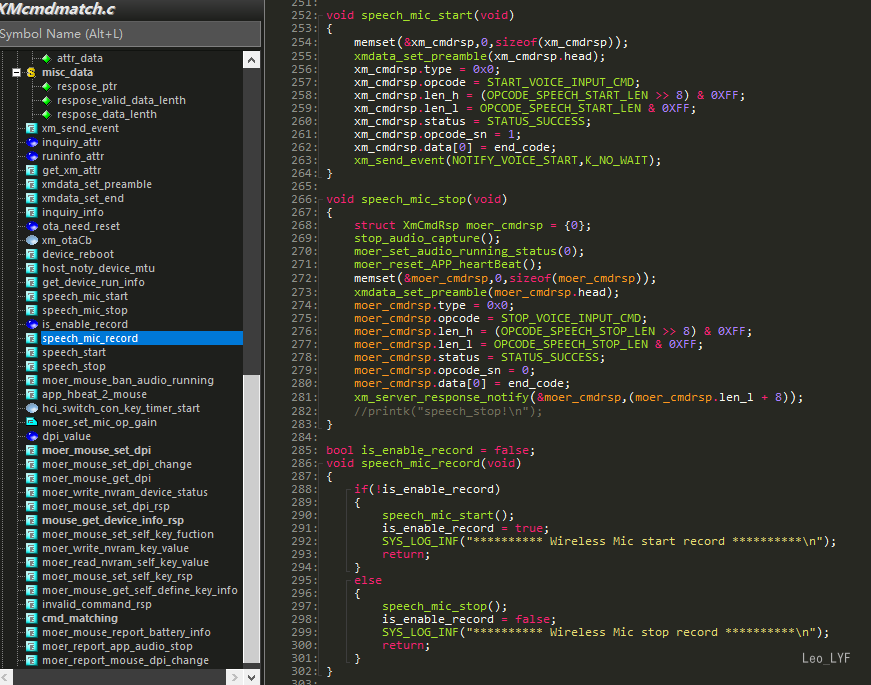 XMcmdmatch.c
Symbol Name (Alt+L)
attr_data
misc_data
respose_ptr
respose_valid_data_lenth
respose_data_lenth
xm_send_event
inquiry_attr
runinfo_attr
get_xm_attr
xmdata_set_preamble
xmdata_set_end
inquiry_info
ota_need_reset
xm_otaCb
device_reboot
host_noty_device_mtu
get_device_run_info
speech_mic_start
speech_mic_stop
is_enable_record
speech_mic_record
speech_start
speech_stop
moer_mouse_ban_audio_running
app_hbeat_2_mouse
hci_switch_con_key_timer_start
moer_set_mic_op_gain
dpi_value
moer_mouse_set_dpi
moer_mouse_set_dpi_change
moer_mouse_get_dpi
moer_write_nvram_device_status
moer_mouse_set_dpi_rsp
mouse_get_device_info_rsp
moer_mouse_set_self_key_fuction
moer_write_nvram_key_value
moer_read_nvram_self_key_value
moer_mouse_set_self_key_rsp
moer_mouse_get_self_define_key_info
invalid_command_rsp
cmd_matching
moer_mouse_report_battery_info
moer_report_app_audio_stop
moer_report_mouse_dpi_change
251:
252: void speech_mic_start(void)
253: {
254: memset(&xm_cmdrsp,0,sizeof(xm_cmdrsp));
255: xmdata_set_preamble(xm_cmdrsp.head);
256: xm_cmdrsp.type = 0x0;
257: xm_cmdrsp.opcode = START_VOICE_INPUT_CMD;
258: xm_cmdrsp.len_h = (OPCODE_SPEECH_START_LEN >> 8) & 0XFF;
259: xm_cmdrsp.len_l = OPCODE_SPEECH_START_LEN & 0XFF;
260: xm_cmdrsp.status = STATUS_SUCCESS;
261: xm_cmdrsp.opcode_sn = 1;
262: xm_cmdrsp.data[0] = end_code;
263: xm_send_event(NOTIFY_VOICE_START,K_NO_WAIT);
264: }
265:
266: void speech_mic_stop(void)
267: {
268: struct XmCmdRsp moer_cmdrsp = {0};
269: stop_audio_capture();
270: moer_set_audio_running_status(0);
271: moer_reset_APP_heartBeat();
272: memset(&moer_cmdrsp,0,sizeof(moer_cmdrsp));
273: xmdata_set_preamble(moer_cmdrsp.head);
274: moer_cmdrsp.type = 0x0;
275: moer_cmdrsp.opcode = STOP_VOICE_INPUT_CMD;
276: moer_cmdrsp.len_h = (OPCODE_SPEECH_STOP_LEN >> 8) & 0XFF;
277: moer_cmdrsp.len_l = OPCODE_SPEECH_STOP_LEN & 0XFF;
278: moer_cmdrsp.status = STATUS_SUCCESS;
279: moer_cmdrsp.opcode_sn = 0;
280: moer_cmdrsp.data[0] = end_code;
281: xm_server_response_notify(&moer_cmdrsp,(moer_cmdrsp.len_l + 8));
282: //printk("speech_stop!\n");
283: }
284:
285: bool is_enable_record = false;
286: void speech_mic_record(void)
287: {
288: if(!is_enable_record)
289: {
290: speech_mic_start();
291: is_enable_record = true;
292: SYS_LOG_INF("********** Wireless Mic start record **********\n");
293: return;
294: }
295: else
296: {
297: speech_mic_stop();
298: is_enable_record = false;
299: SYS_LOG_INF("********** Wireless Mic stop record **********\n");
300: return;
301: }
302: }
303:
Leo_LYF